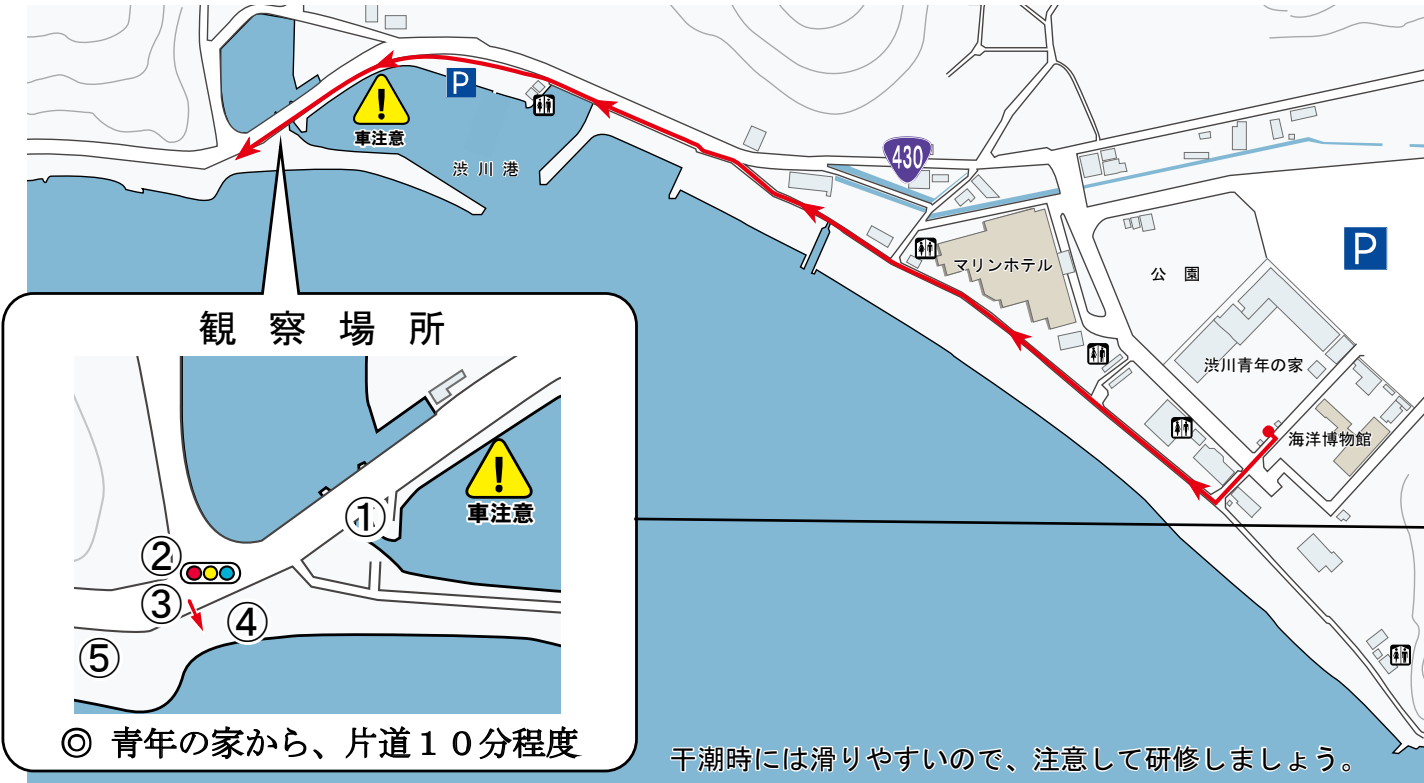 P
車注意
渋川港
430
マリンホテル
公園
P
渋川青年の家
海洋博物館
観察場所
①
車注意
②
③
④
⑤
◎ 青年の家から、片道１０分程度
干潮時には滑りやすいので、注意して研修しましょう。